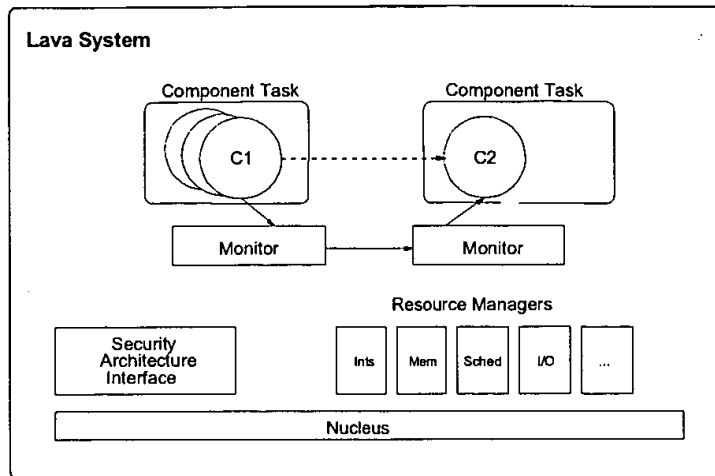 Lava System
Component Task
Component Task
C1
C2
Monitor
Monitor
Resource Managers
Security
Architecture
Interface
Ints
Mem
Sched
I/O
...
Nucleus